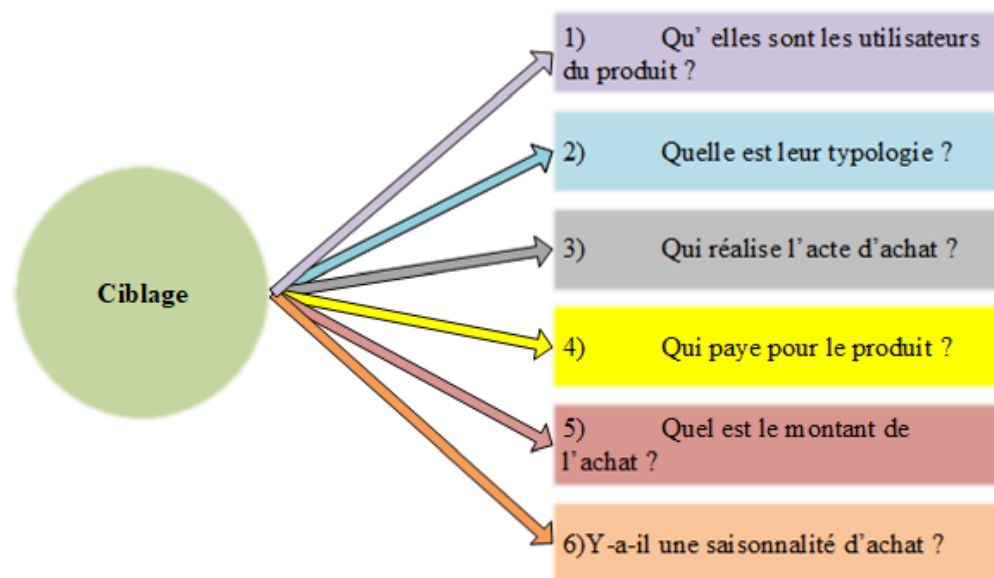 Ciblage
1) Qu’ elles sont les utilisateurs
du produit ?
2) Quelle est leur typologie ?
3) Qui réalise l’acte d’achat ?
4) Qui paye pour le produit ?
5) Quel est le montant de
l’achat ?
6)Y-a-il une saisonnalité d’achat ?